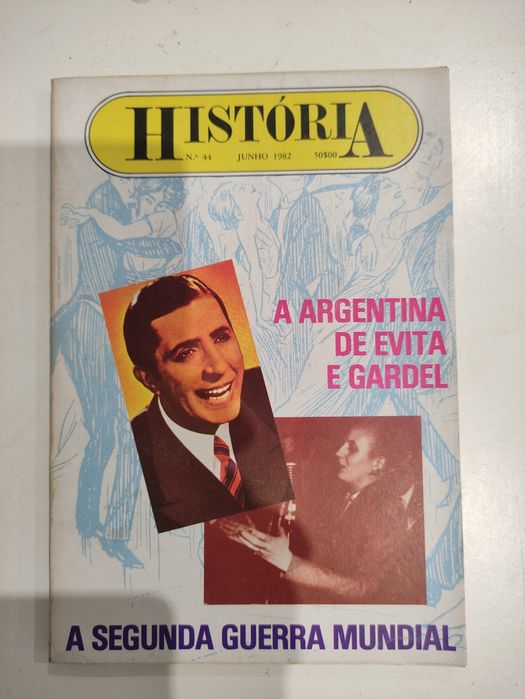 HISTÓRIA
N.º 44 JUNHO 1982 50$00
A ARGENTINA
DE EVITA
E GARDEL
A SEGUNDA GUERRA MUNDIAL